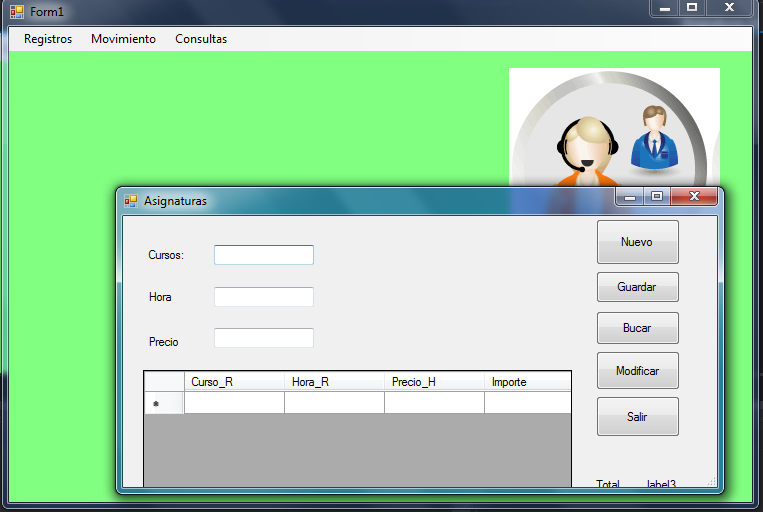 Form1
Registros Movimiento Consultas
Asignaturas
Cursos:
Nuevo
Hora
Guardar
Precio
Bucar
Modificar
Salir
Curso_R Hora_R Precio_H Importe
Total label3